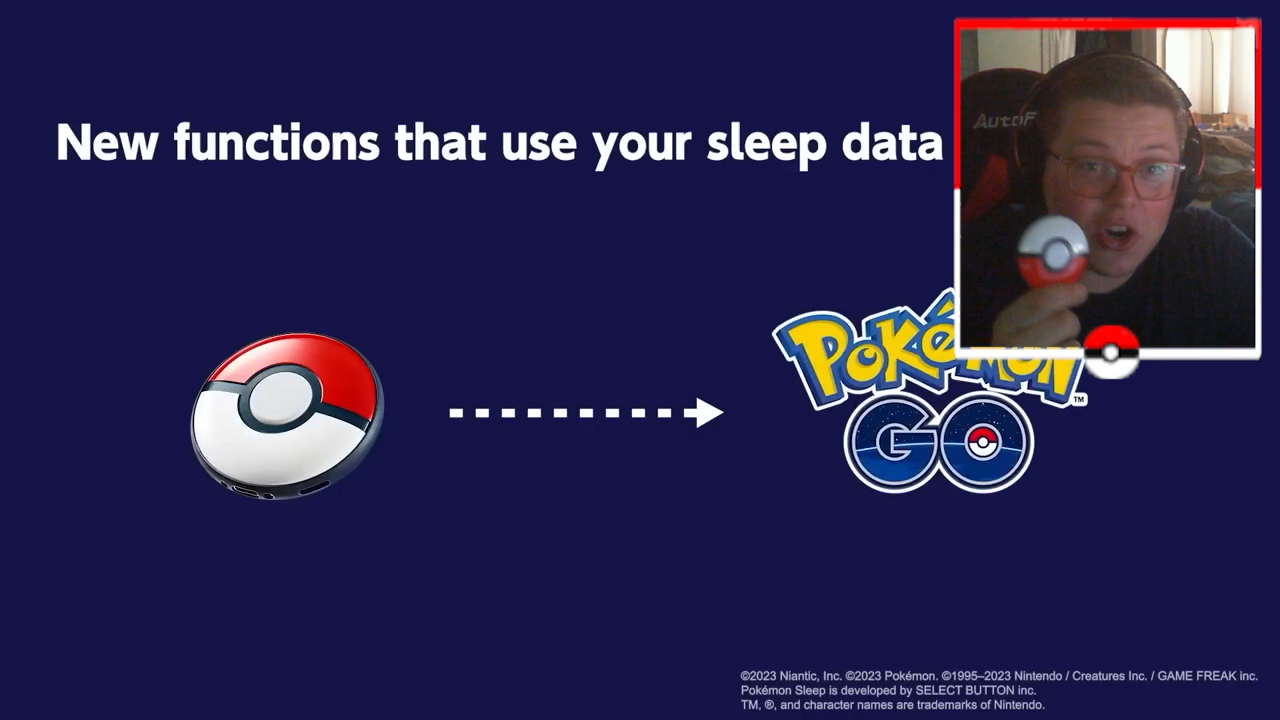 New functions that use your sleep data
AutoF
POKÉMON
TM
GO
©2023 Niantic, Inc. ©2023 Pokémon. ©1995–2023 Nintendo / Creatures Inc. / GAME FREAK inc.
Pokémon Sleep is developed by SELECT BUTTON inc.
TM, ®, and character names are trademarks of Nintendo.